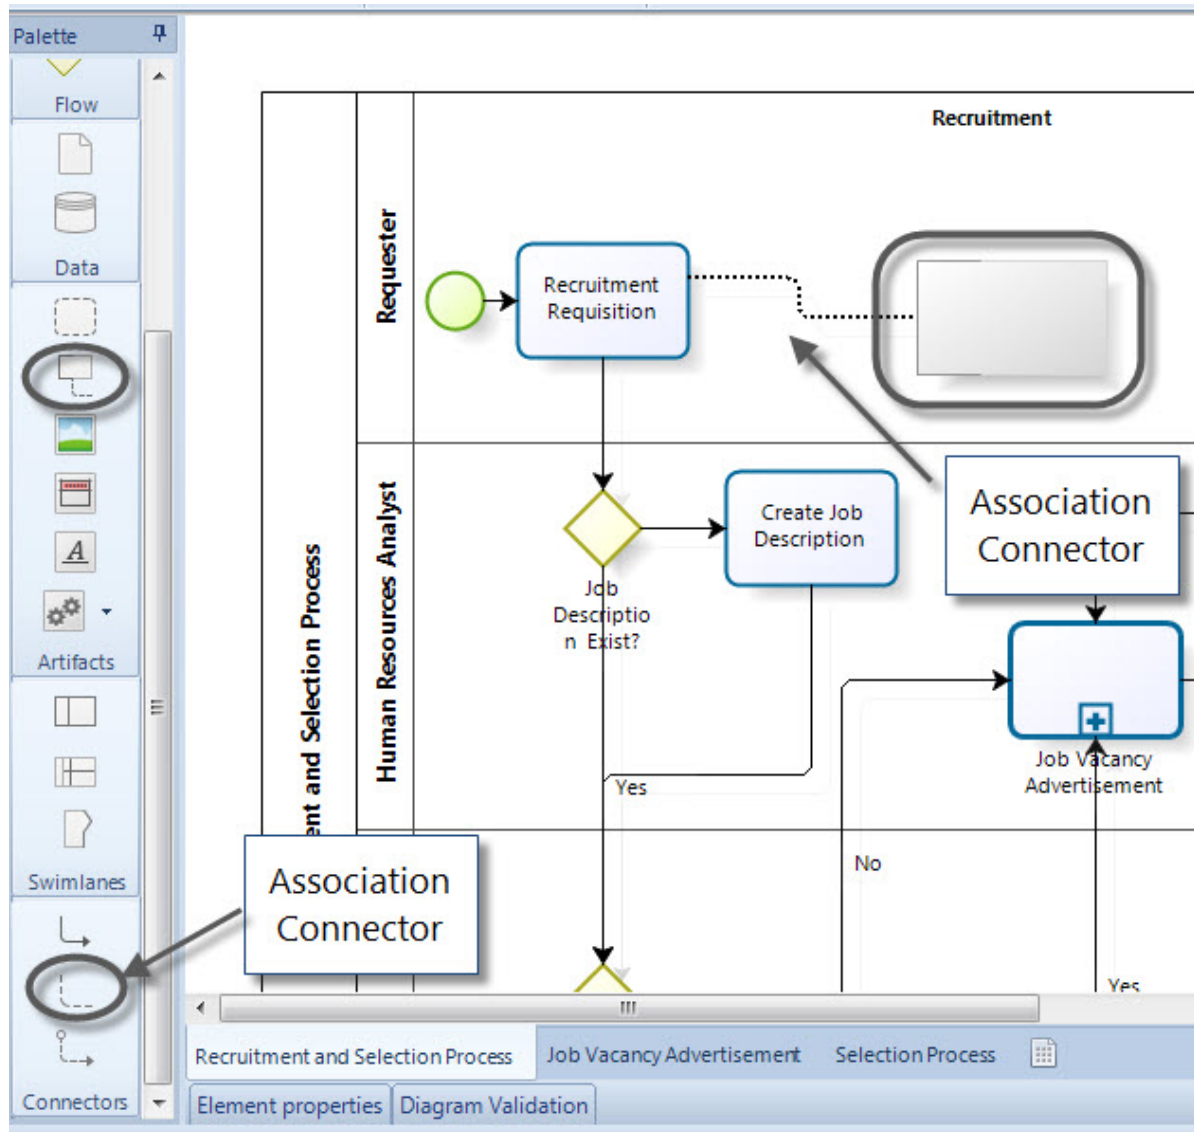 Palette
Flow
Data
Artifacts
Swimlanes
Connectors
Recruitment
Requester
Recruitment
Requisition
Association
Connector
Human Resources Analyst
Create Job
Description
Job
Descriptio
n Exist?
ent and Selection Process
Job Vacancy
Advertisement
Yes
No
Association
Connector
Yes
Recruitment and Selection Process
Job Vacancy Advertisement
Selection Process
Element properties
Diagram Validation